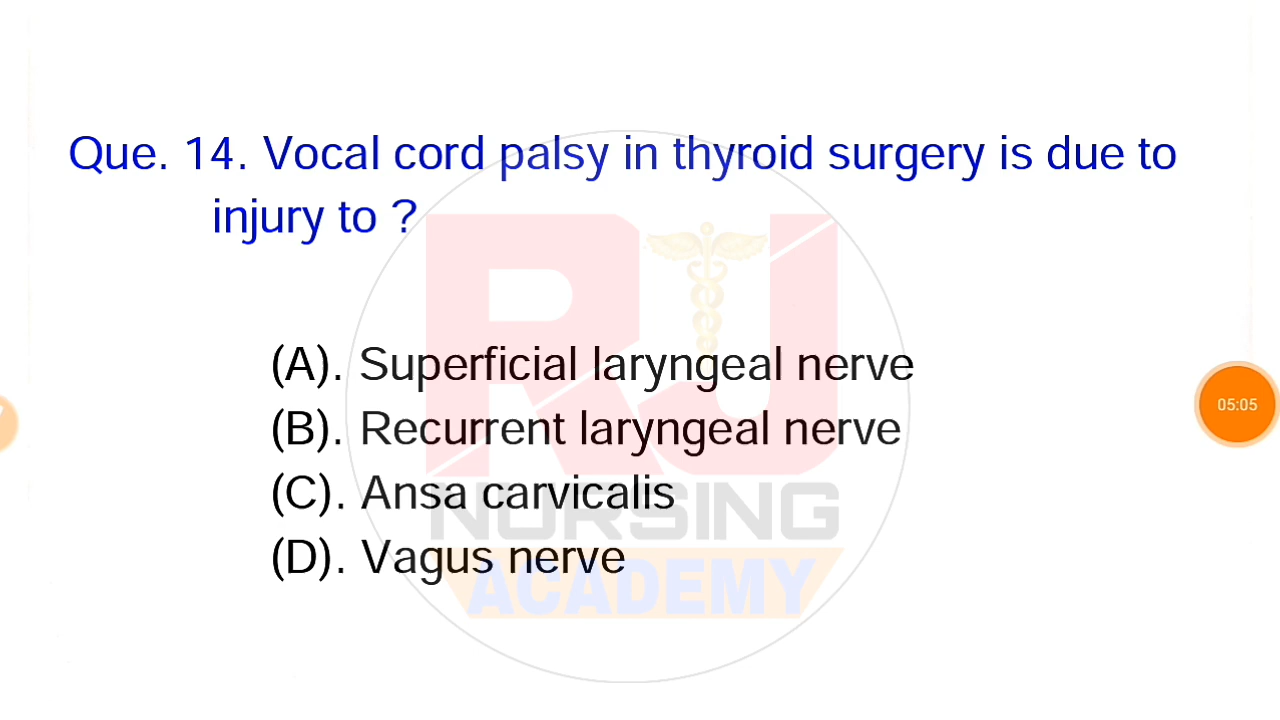 Que. 14. Vocal cord palsy in thyroid surgery is due to
injury to ?
(A). Superficial laryngeal nerve
(B). Recurrent laryngeal nerve
05:05
(C). Ansa carvicalis
(D). Vagus nerve
RJ
NURSING
ACADEMY